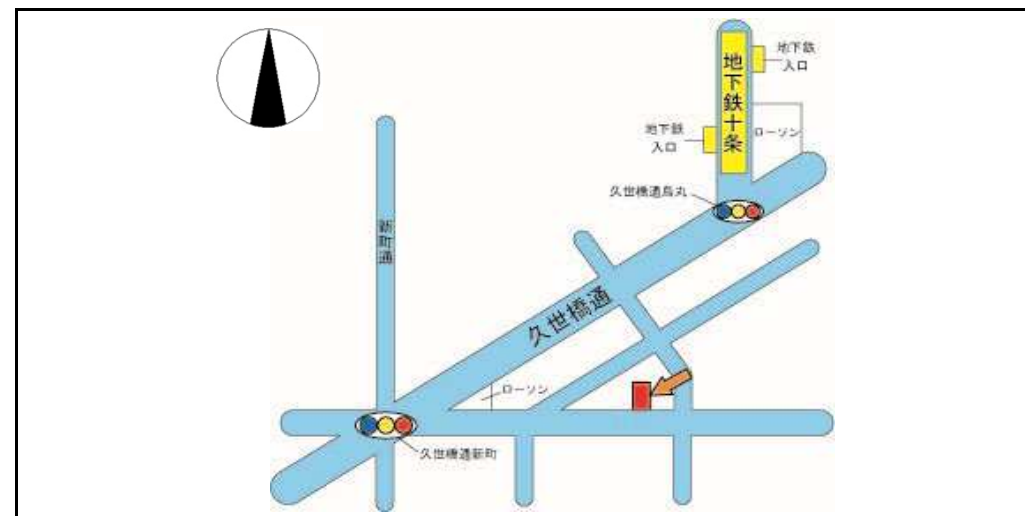 地下鉄
入口
地下鉄十条
地下鉄
入口
ローソン
久世橋通烏丸
新町通
久世橋通
ローソン
久世橋通新町